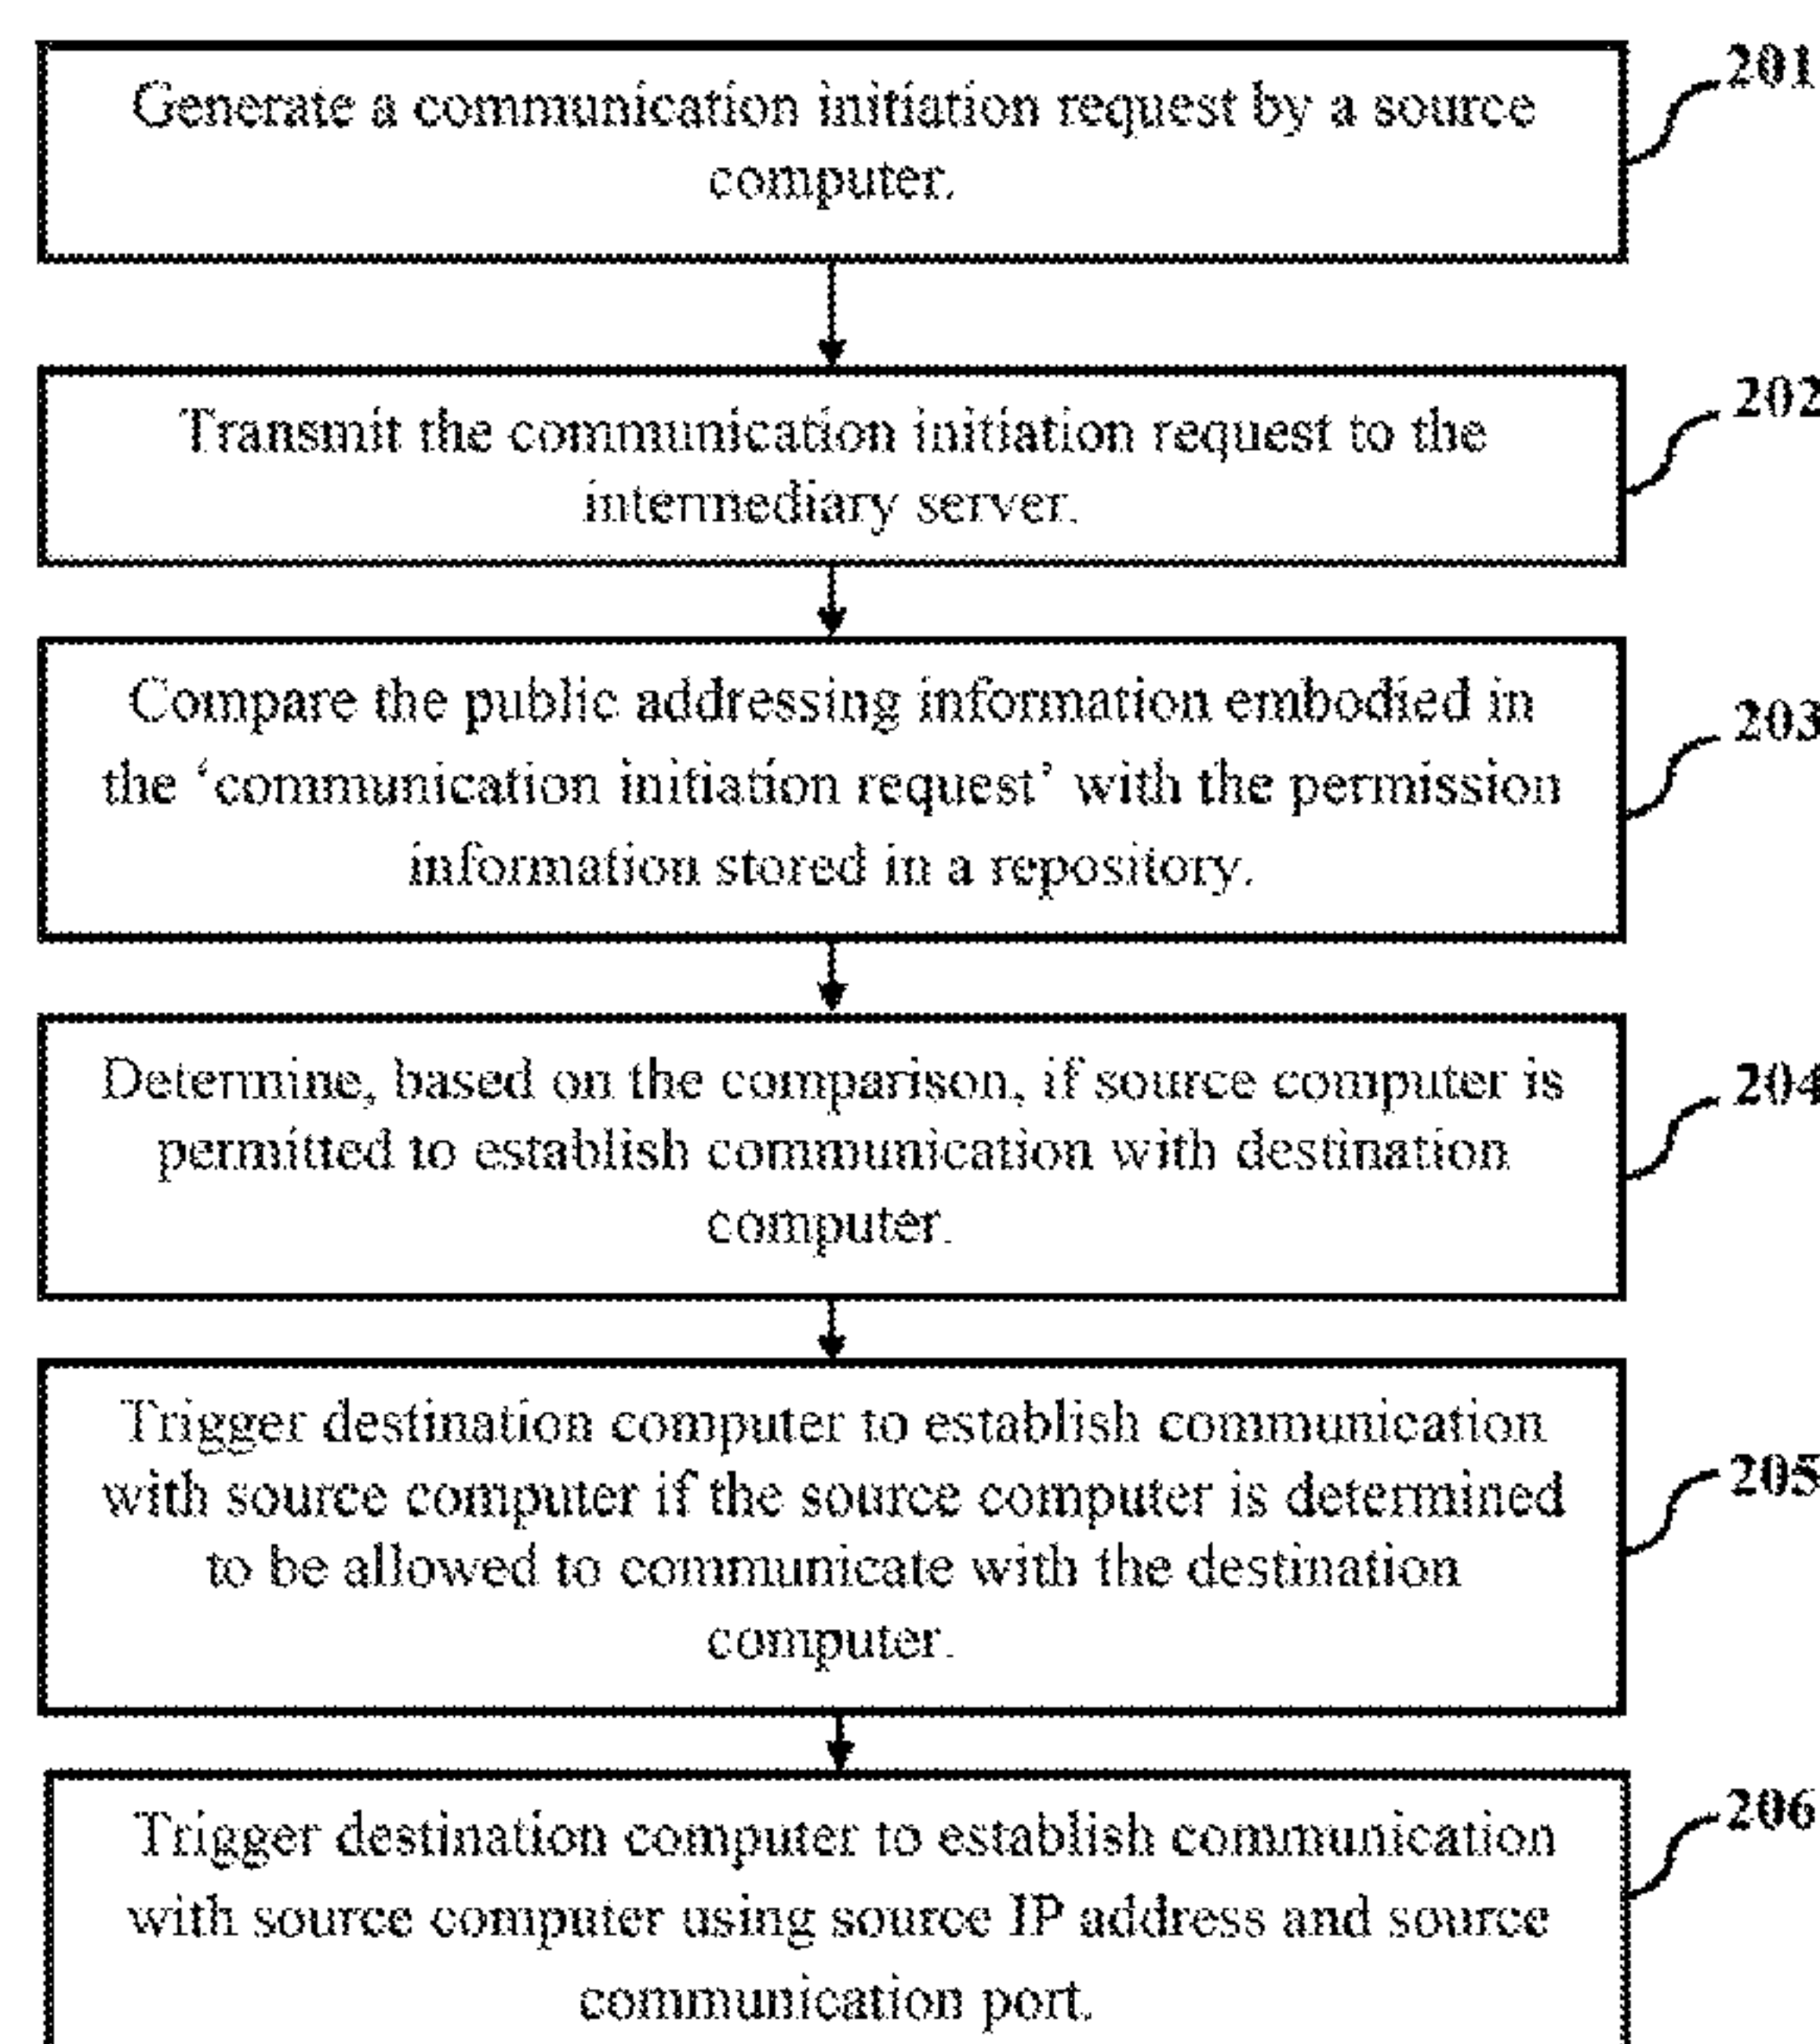 201
Generate a communication initiation request by a source
computer.
202
Transmit the communication initiation request to the
intermediary server.
203
Compare the public addressing information embodied in
the ‘communication initiation request’ with the permission
information stored in a repository.
204
Determine, based on the comparison, if source computer is
permitted to establish communication with destination
computer.
205
Trigger destination computer to establish communication
with source computer if the source computer is determined
to be allowed to communicate with the destination
computer.
206
Trigger destination computer to establish communication
with source computer using source IP address and source
communication port.